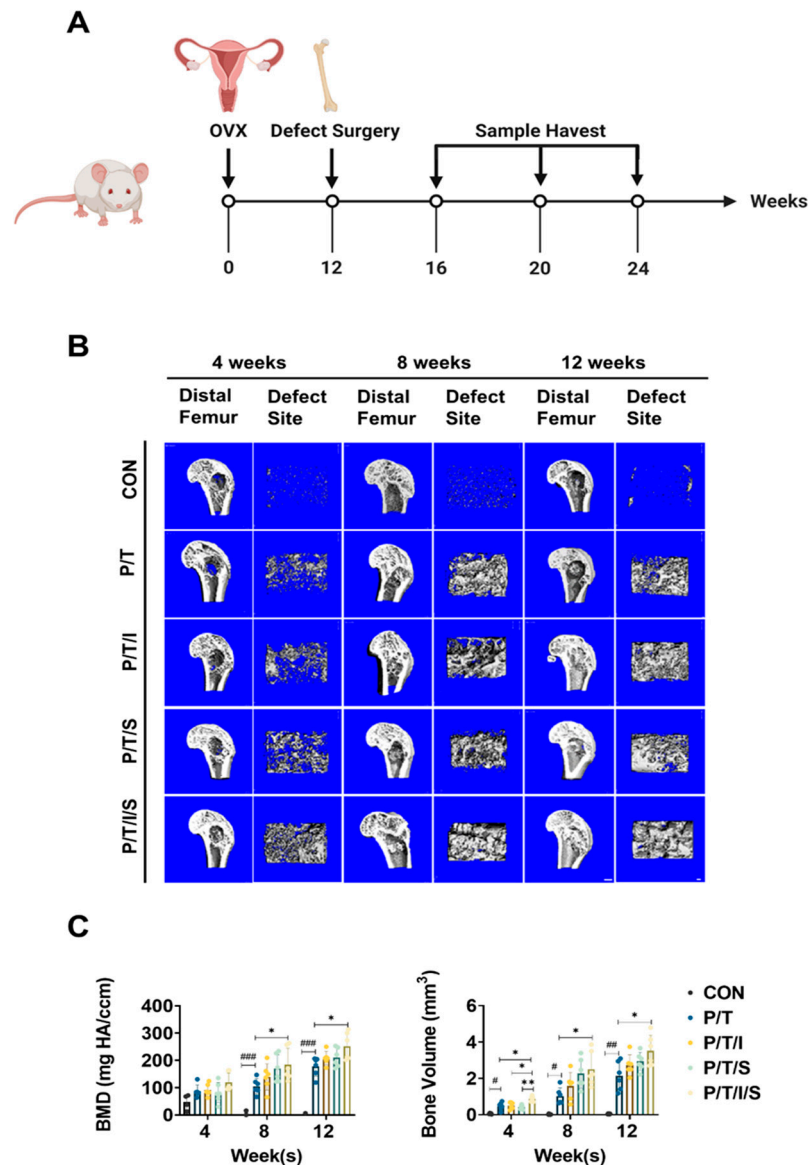 A
OVX
Defect Surgery
Sample Havest
Weeks
0
12
16
20
24
B
4 weeks
8 weeks
12 weeks
Distal Femur
Defect Site
Distal Femur
Defect Site
Distal Femur
Defect Site
CON
P/T
P/T/I
P/T/S
P/T/I/S
C
BMD (mg HA/ccm)
400
300
200
100
0
###
*
###
*
4
8
12
Week(s)
Bone Volume (mm³)
6
4
2
0
#
*
*
**
#
*
##
*
4
8
12
Week(s)
CON
P/T
P/T/I
P/T/S
P/T/I/S